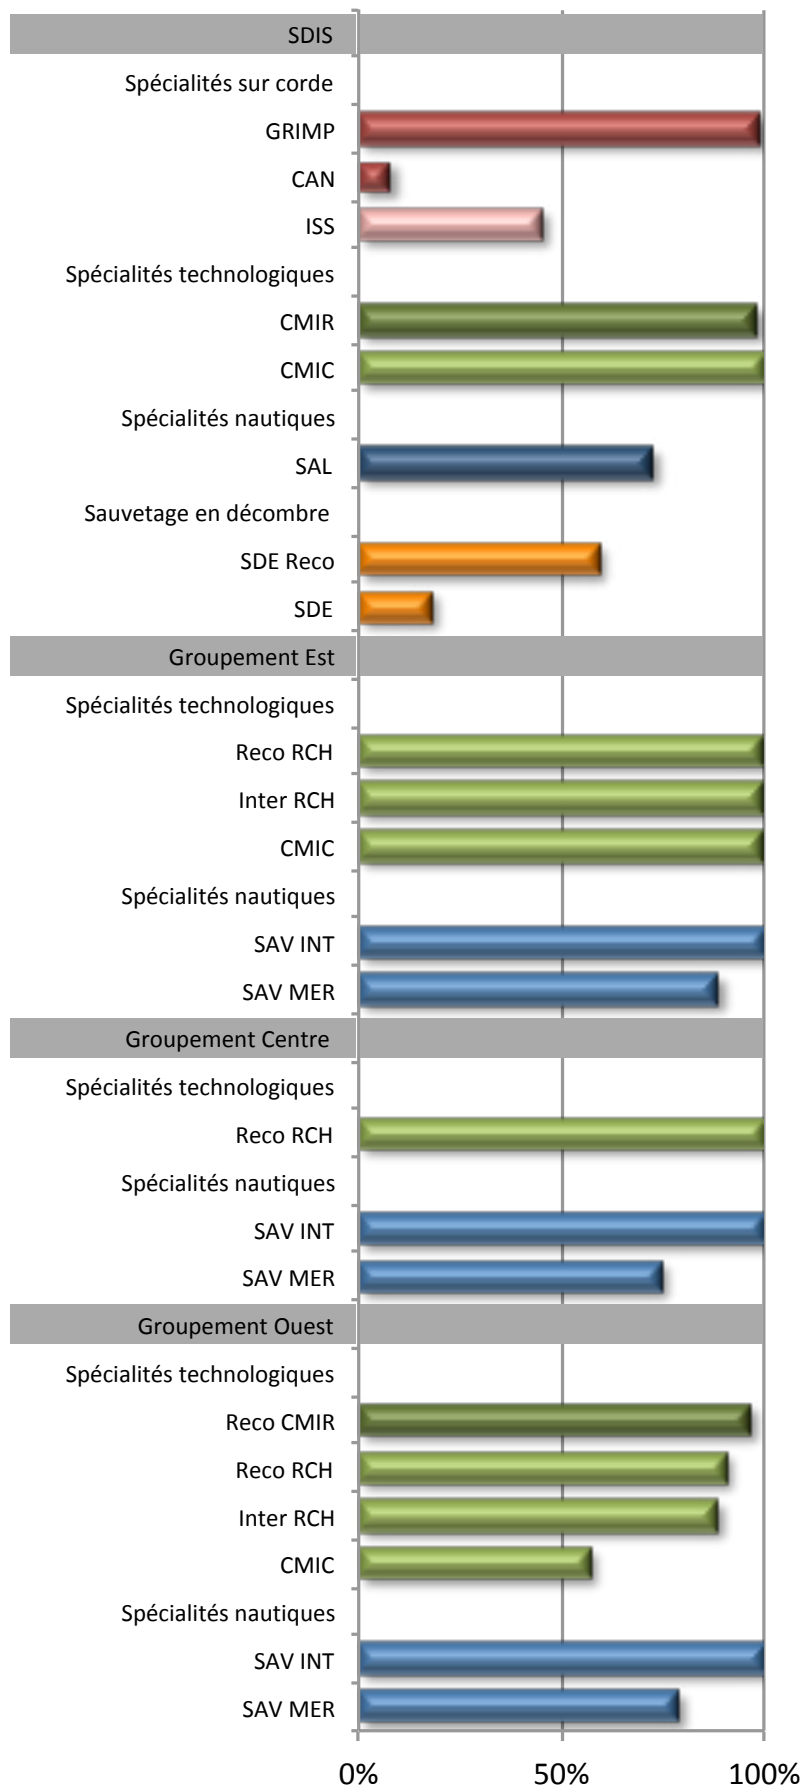 SDIS
Spécialités sur corde
GRIMP
CAN
ISS
Spécialités technologiques
CMIR
CMIC
Spécialités nautiques
SAL
Sauvetage en décombre
SDE Reco
SDE
Groupement Est
Spécialités technologiques
Reco RCH
Inter RCH
CMIC
Spécialités nautiques
SAV INT
SAV MER
Groupement Centre
Spécialités technologiques
Reco RCH
Spécialités nautiques
SAV INT
SAV MER
Groupement Ouest
Spécialités technologiques
Reco CMIR
Reco RCH
Inter RCH
CMIC
Spécialités nautiques
SAV INT
SAV MER
0% 50% 100%